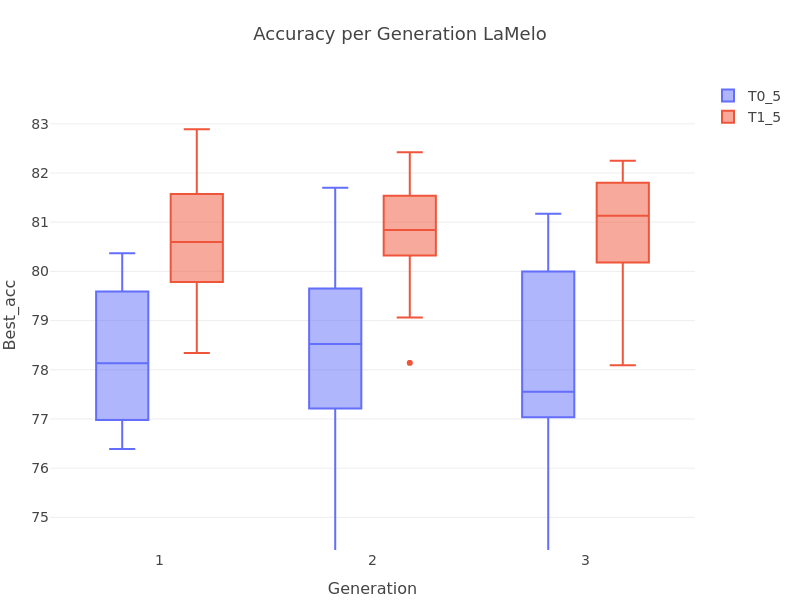 Accuracy per Generation LaMelo
T0_5
T1_5
83
82
81
80
79
78
77
76
75
Best_acc
1
2
3
Generation